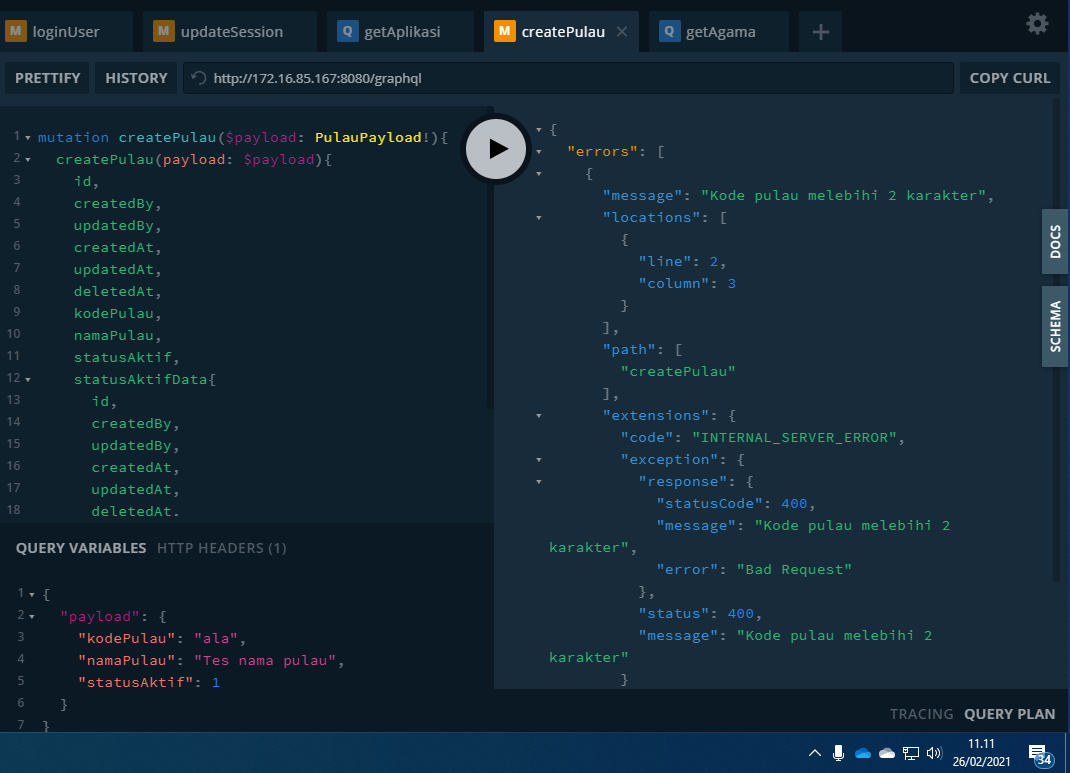 M loginUser
M updateSession
Q getAplikasi
M createPulau
Q getAgama
PRETTIFY
HISTORY
http://172.16.85.167:8080/graphql
COPY CURL
1 mutation createPulau($payload: PulauPayload!){
2 createPulau(payload: $payload){
3 id,
4 createdBy,
5 updatedBy,
6 createdAt,
7 updatedAt,
8 deletedAt,
9 kodePulau,
10 namaPulau,
11 statusAktif,
12 statusAktifData{
13 id,
14 createdBy,
15 updatedBy,
16 createdAt,
17 updatedAt,
18 deletedAt.
QUERY VARIABLES
HTTP HEADERS (1)
1 {
2 "payload": {
3 "kodePulau": "ala",
4 "namaPulau": "Tes nama pulau",
5 "statusAktif": 1
6 }
7 }
{
"errors": [
{
"message": "Kode pulau melebihi 2 karakter",
"locations": [
{
"line": 2,
"column": 3
}
],
"path": [
"createPulau"
],
"extensions": {
"code": "INTERNAL_SERVER_ERROR",
"exception": {
"response": {
"statusCode": 400,
"message": "Kode pulau melebihi 2
karakter",
"error": "Bad Request"
},
"status": 400,
"message": "Kode pulau melebihi 2
karakter"
}
DOCS
SCHEMA
TRACING
QUERY PLAN
11.11
26/02/2021
34